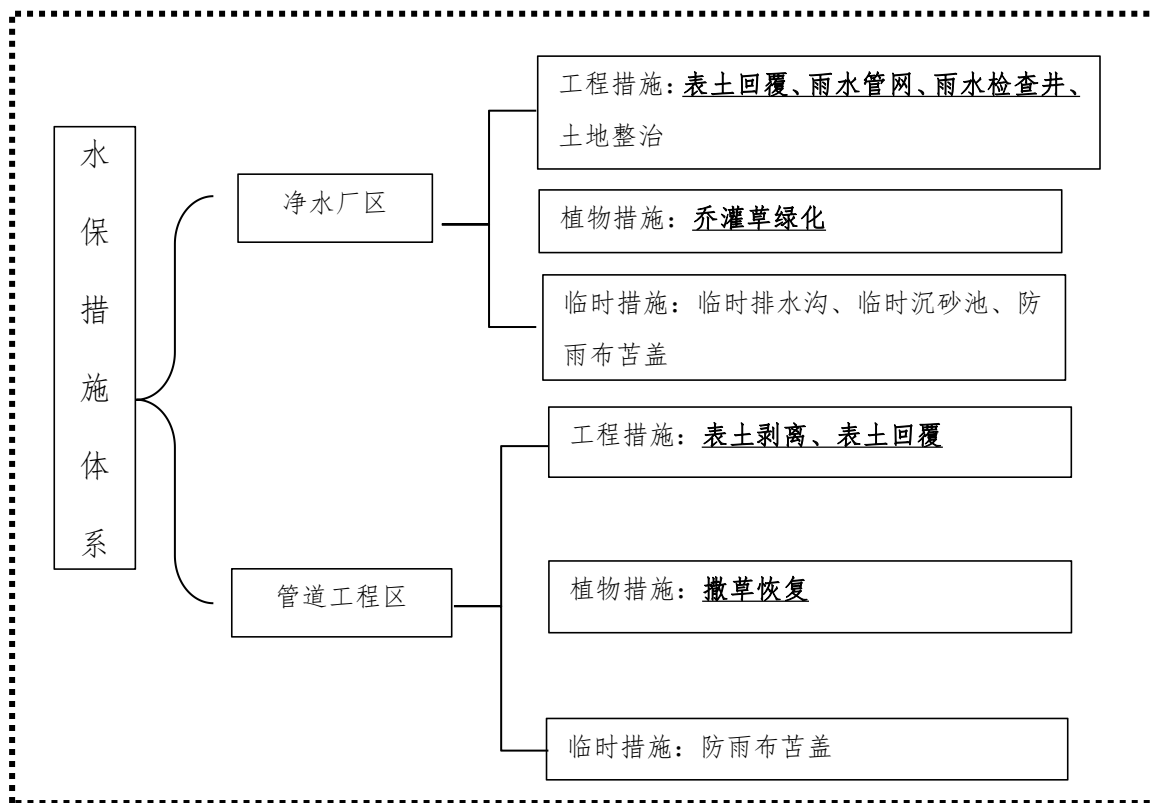 水保措施体系
净水厂区
工程措施：表土回覆、雨水管网、雨水检查井、
土地整治
植物措施：乔灌草绿化
临时措施：临时排水沟、临时沉砂池、防
雨布苫盖
管道工程区
工程措施：表土剥离、表土回覆
植物措施：撒草恢复
临时措施：防雨布苫盖